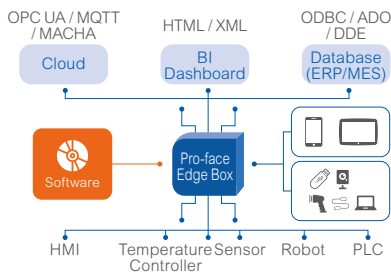 OPC UA / MQTT
/ MACHA
HTML / XML
ODBC / ADO
/ DDE
Cloud
BI
Dashboard
Database
(ERP/MES)
Software
Pro-face
Edge Box
HMI
Temperature
Controller
Sensor
Robot
PLC